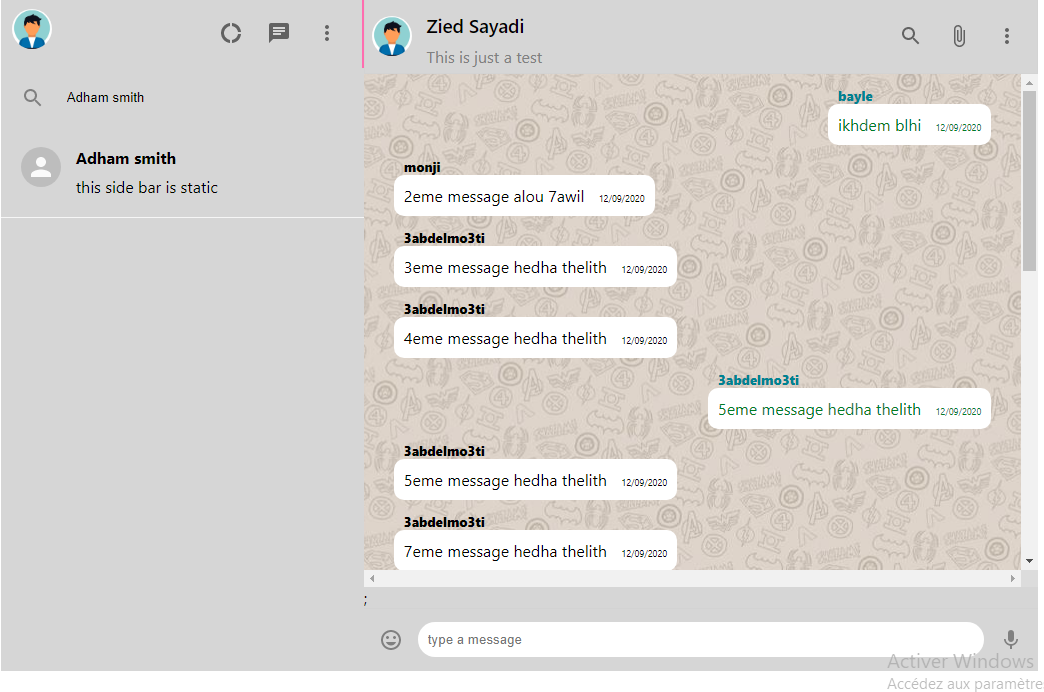 Zied Sayadi
This is just a test
Adham smith
Adham smith
this side bar is static
bayle
ikhdem blhi 12/09/2020
monji
2eme message alou 7awil 12/09/2020
3abdelmo3ti
3eme message hedha thelith 12/09/2020
3abdelmo3ti
4eme message hedha thelith 12/09/2020
3abdelmo3ti
5eme message hedha thelith 12/09/2020
3abdelmo3ti
5eme message hedha thelith 12/09/2020
3abdelmo3ti
7eme message hedha thelith 12/09/2020
;
type a message
Activer Windows
Accédez aux paramètre